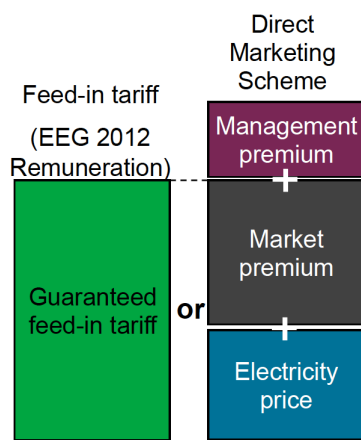 Feed-in tariff
(EEG 2012
Remuneration)
Guaranteed
feed-in tariff
or
Direct
Marketing
Scheme
Management
premium
+
Market
premium
+
Electricity
price